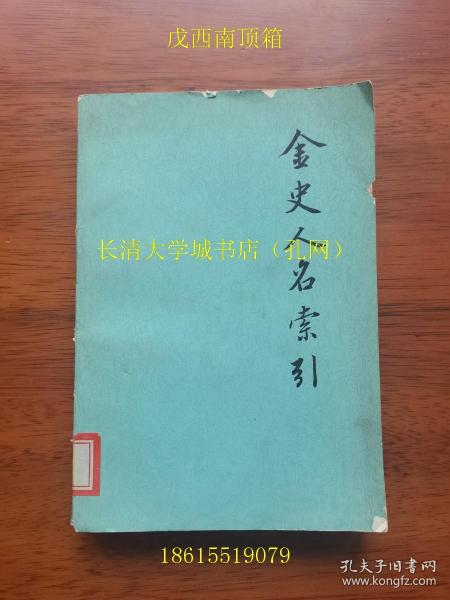 戊西南顶箱
金史人名索引
长清大学城书店（孔网）
18615519079
孔夫子旧书网
www.kongfz.com